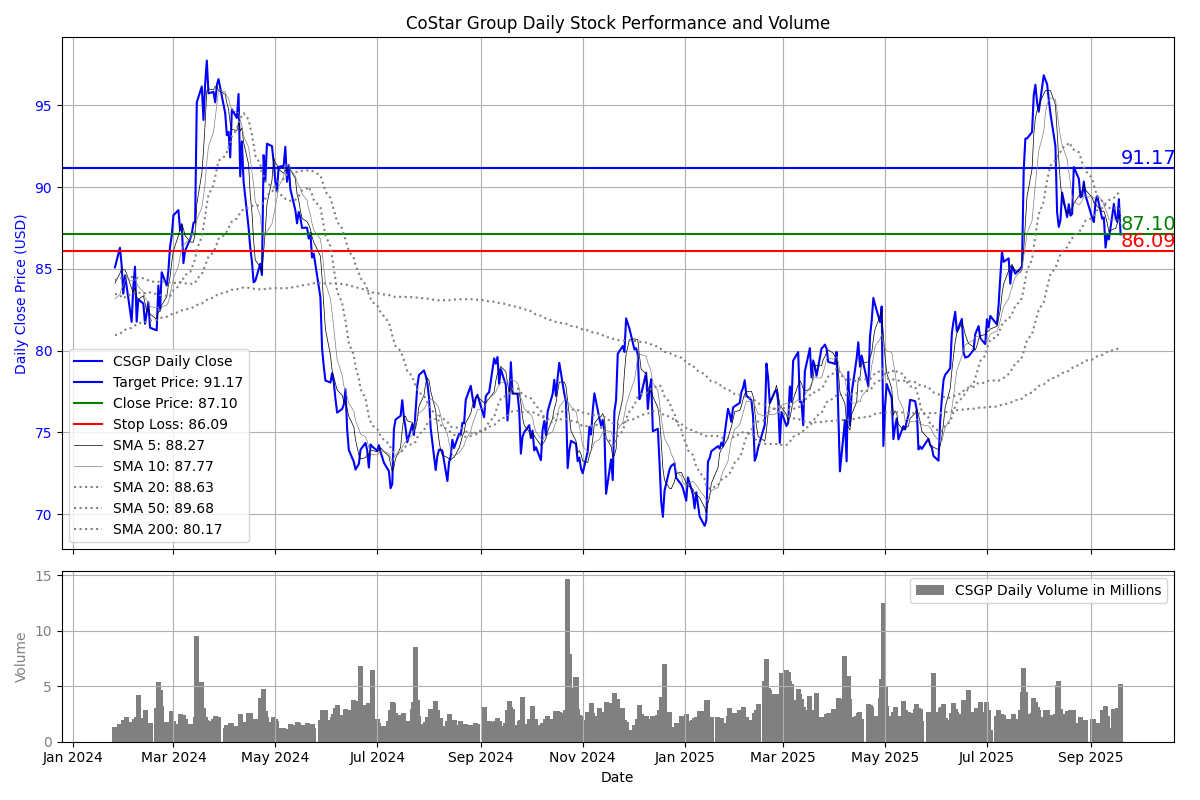 CoStar Group Daily Stock Performance and Volume
Daily Close Price (USD)
95
90
85
80
75
70
91.17
87.10
86.09
CSGP Daily Close
Target Price: 91.17
Close Price: 87.10
Stop Loss: 86.09
SMA 5: 88.27
SMA 10: 87.77
SMA 20: 88.63
SMA 50: 89.68
SMA 200: 80.17
Volume
15
10
5
0
CSGP Daily Volume in Millions
Jan 2024 Mar 2024 May 2024 Jul 2024 Sep 2024 Nov 2024 Jan 2025 Mar 2025 May 2025 Jul 2025 Sep 2025
Date